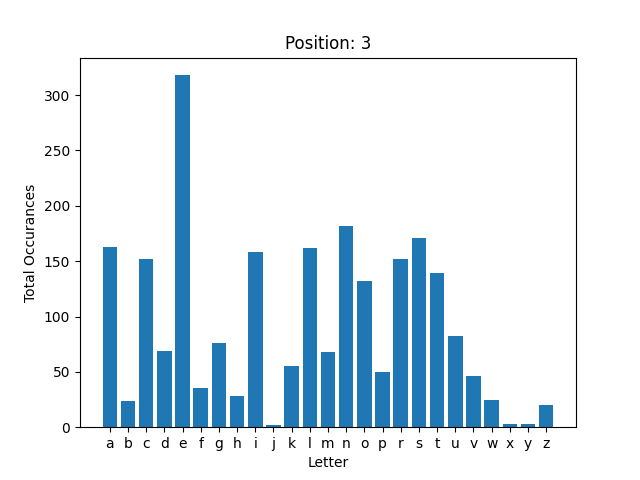 Position: 3
Total Occurances
300
250
200
150
100
50
0
a b c d e f g h i j k l m n o p r s t u v w x y z
Letter